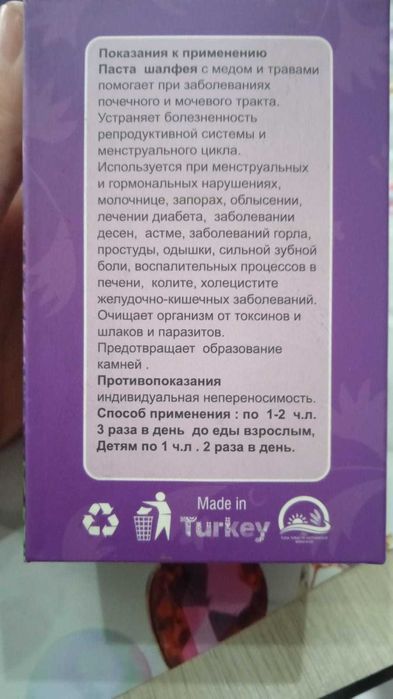 Показания к применению
Паста шалфея с медом и травами
помогает при заболеваниях
почечного и мочевого тракта.
Устраняет болезненность
репродуктивной системы и
менструального цикла.
Используется при менструальных
и гормональных нарушениях,
молочнице, запорах, облысении,
лечении диабета, заболевании
десен, астме, заболеваний горла,
простуды, одышки, сильной зубной
боли, воспалительных процессов в
печени, колите, холецистите
желудочно-кишечных заболеваний.
Очищает организм от токсинов и
шлаков и паразитов.
Предотвращает образование
камней .
Противопоказания
индивидуальная непереносимость.
Способ применения : по 1-2 ч.л.
3 раза в день до еды взрослым,
Детям по 1 ч.л . 2 раза в день.
Made in
Turkey